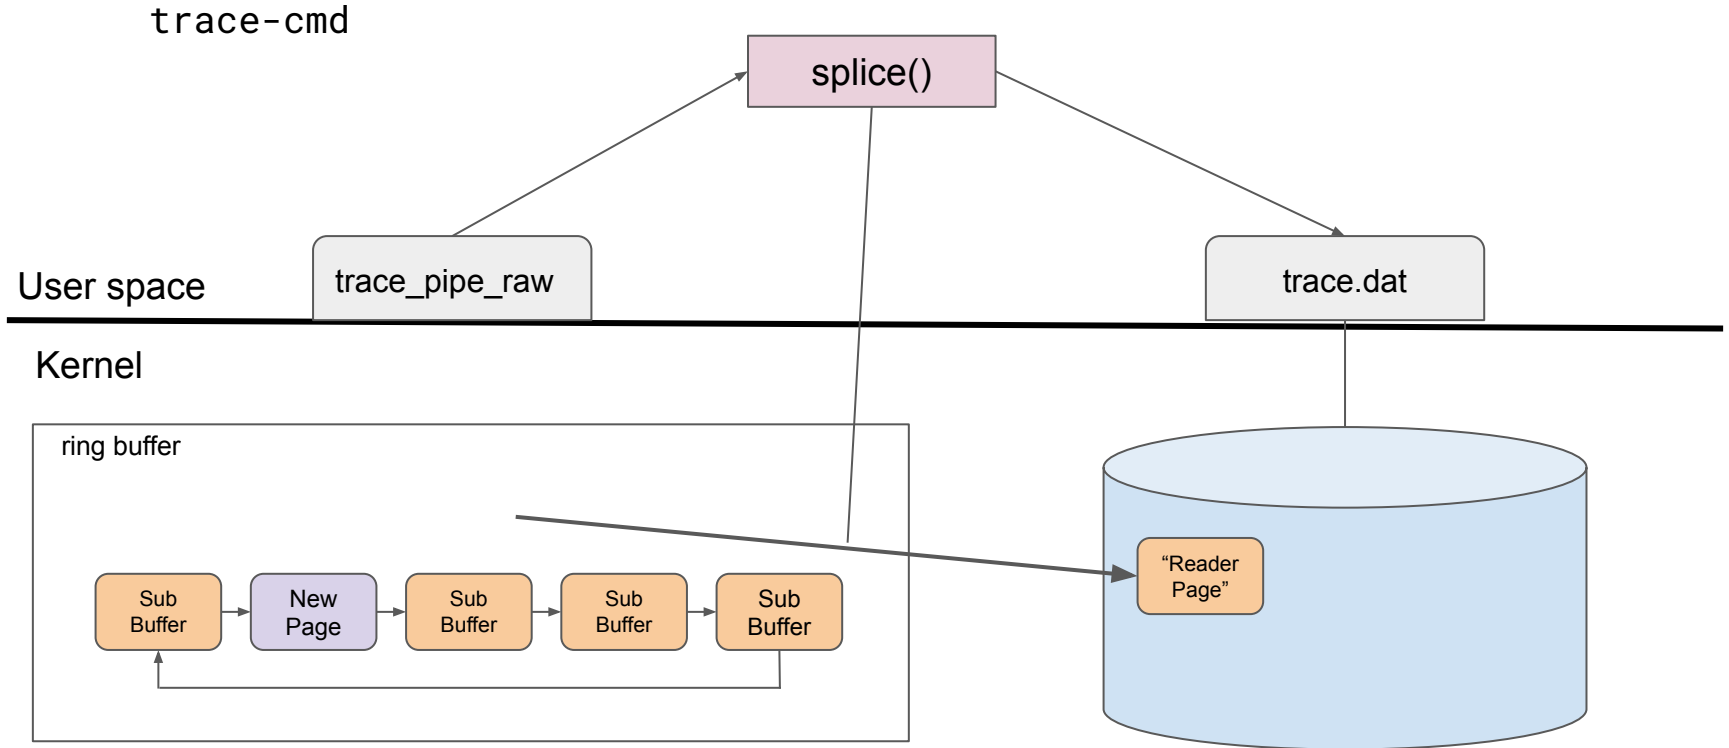 trace-cmd
splice()
User space
trace_pipe_raw
trace.dat
Kernel
ring buffer
Sub
Buffer
New
Page
Sub
Buffer
Sub
Buffer
Sub
Buffer
“Reader
Page”